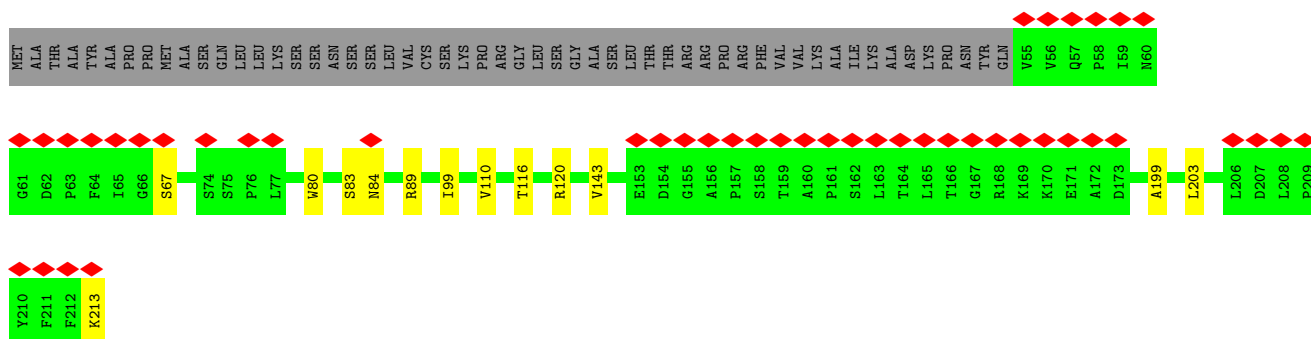 MET ALA THR ALA TYR ALA PRO PRO MET ALA SER GLN LEU LEU LYS SER SER ASN SER SER LEU VAL CYS SER LYS PRO ARG GLY LEU SER GLY ALA SER LEU THR THR ARG ARG PRO ARG PHE VAL VAL LYS ALA ILE LYS ALA ASP LYS PRO ASN TYR GLN V55 V56 Q57 P58 I59 N60
G61 D62 P63 F64 I65 G66 S67 S74 S75 P76 L77 W80 S83 N84 R89 I99 V110 T116 R120 V143 E153 D154 G155 A156 P157 S158 T159 A160 P161 S162 L163 T164 L165 T166 G167 R168 K169 K170 E171 A172 D173 A199 L203 L206 D207 L208 P209
Y210 F211 F212 K213